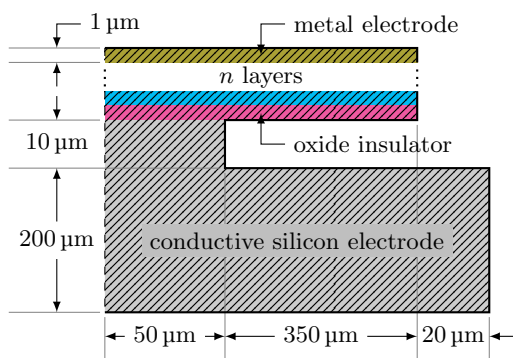 1 µm
metal electrode
n layers
10 µm
oxide insulator
200 µm
conductive silicon electrode
50 µm
350 µm
20 µm